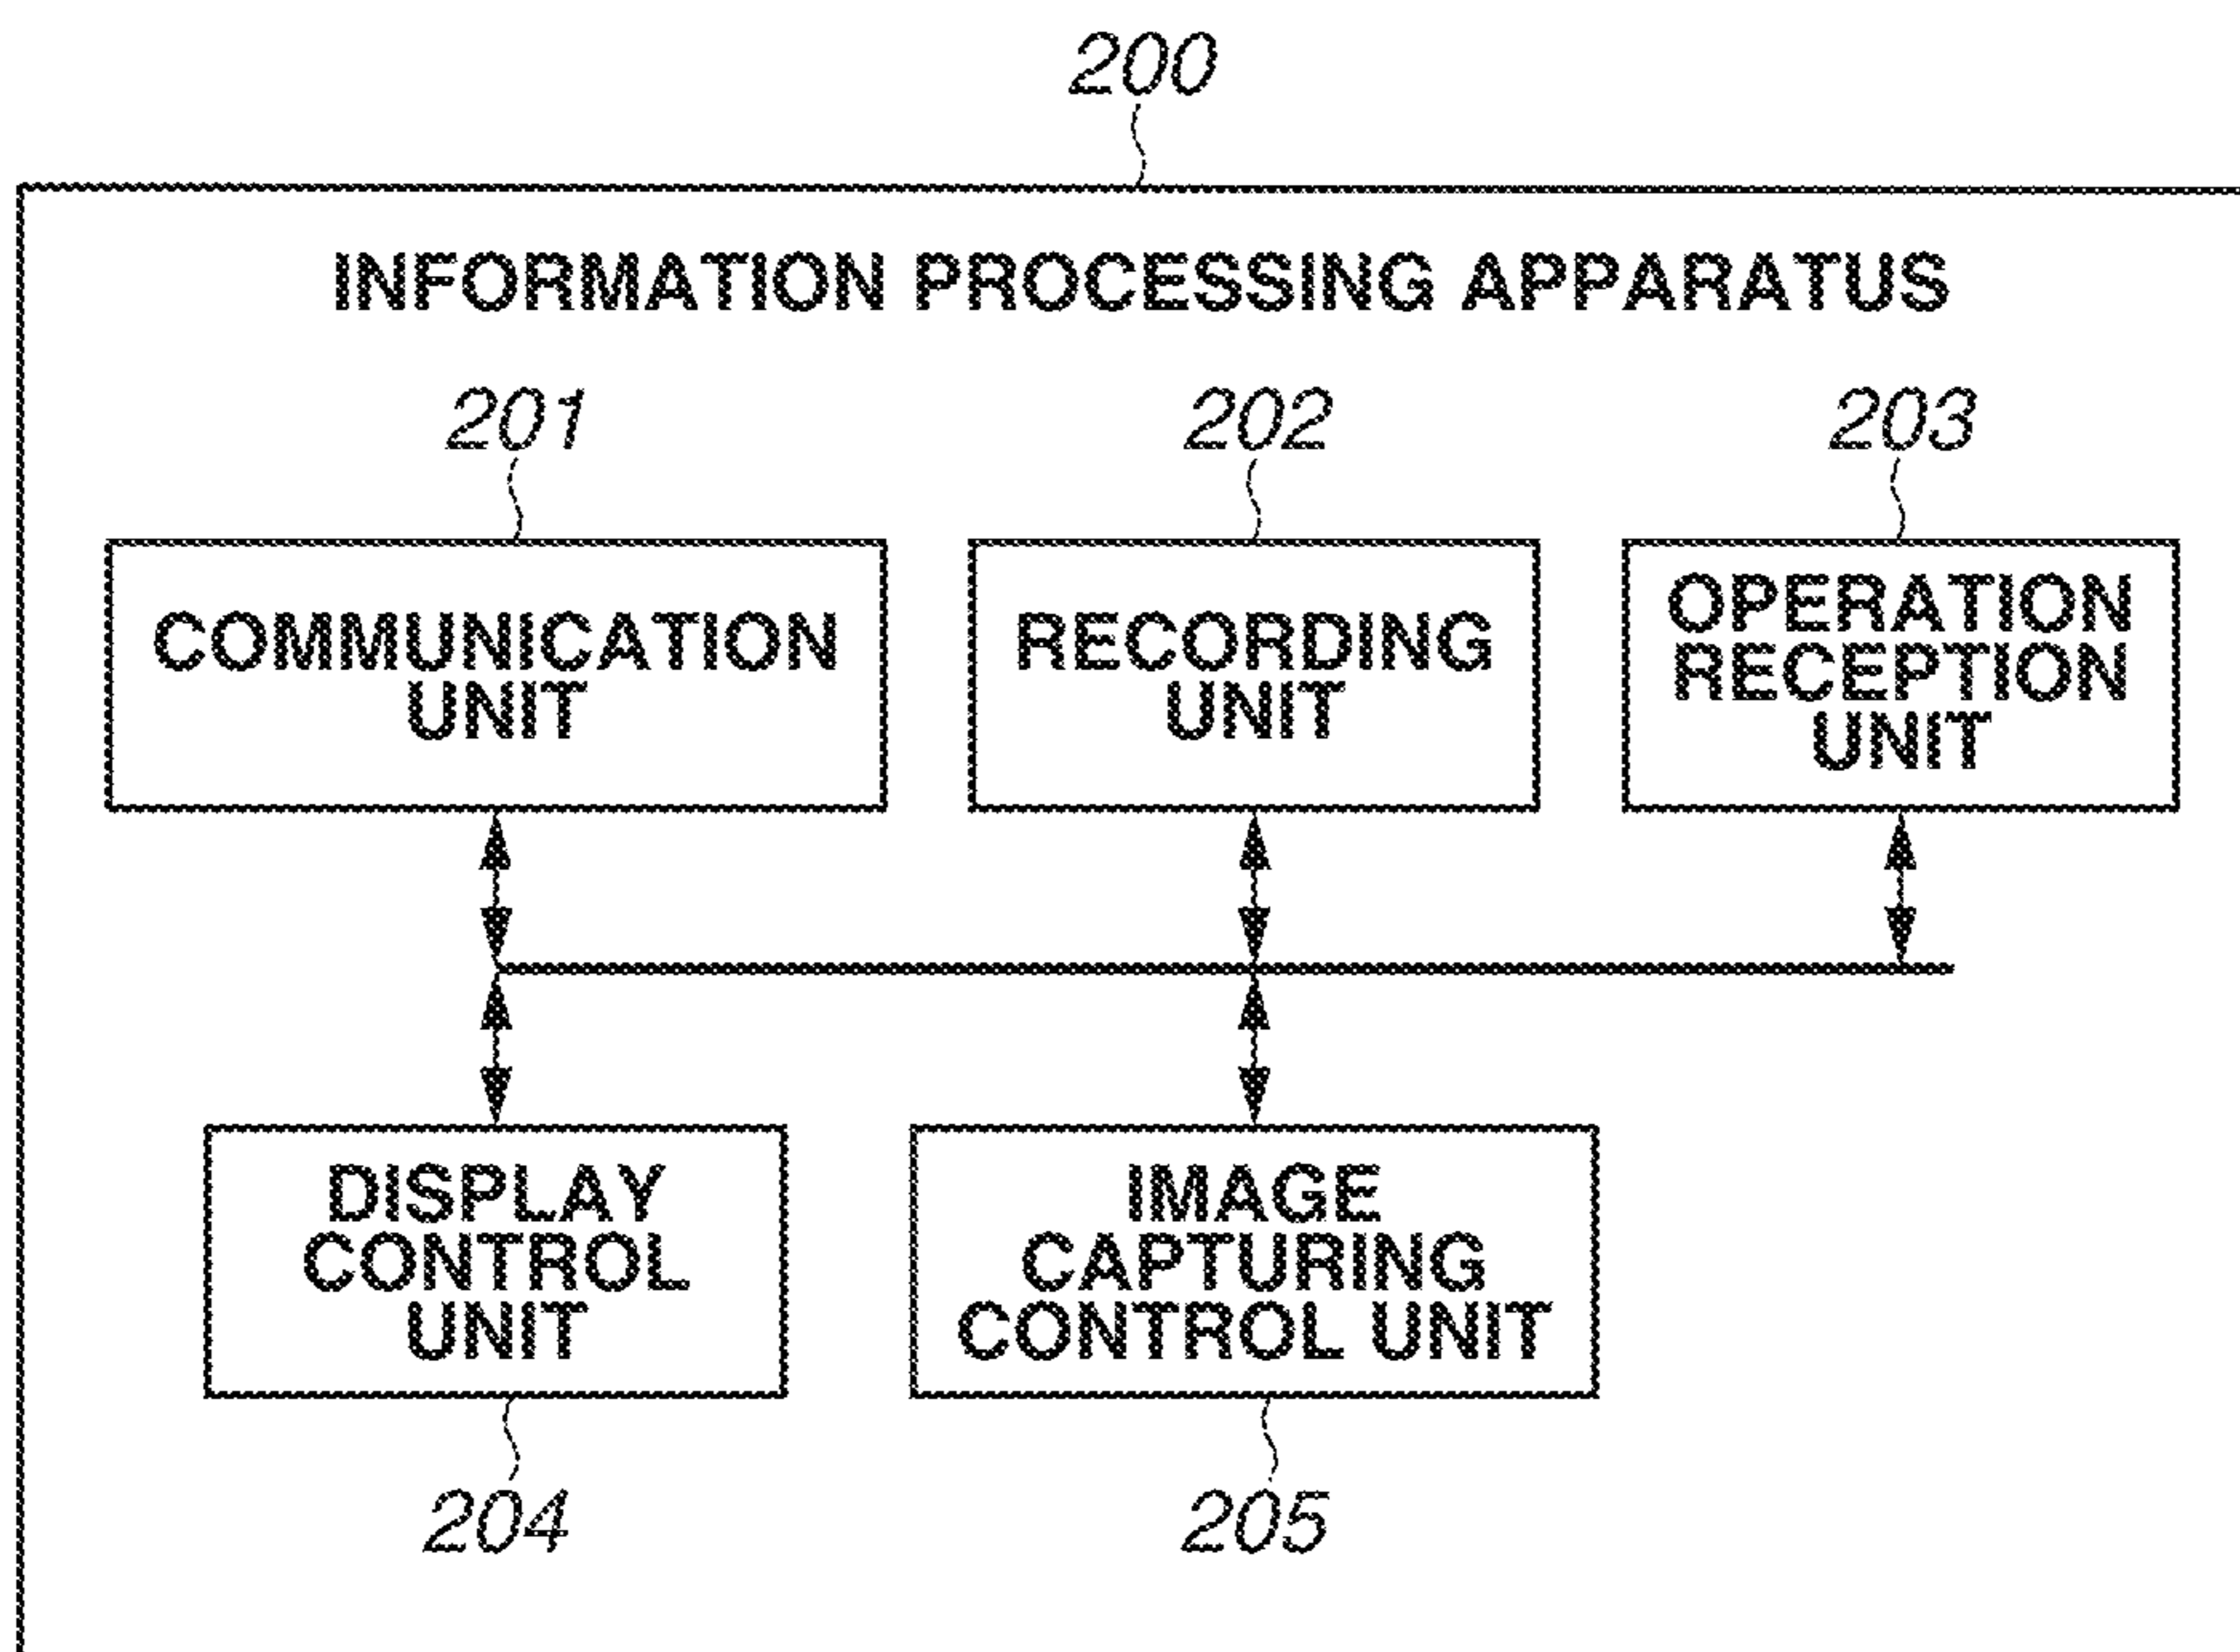 200
INFORMATION PROCESSING APPARATUS
201
202
203
COMMUNICATION
UNIT
RECORDING
UNIT
OPERATION
RECEPTION
UNIT
DISPLAY
CONTROL
UNIT
IMAGE
CAPTURING
CONTROL UNIT
204
205